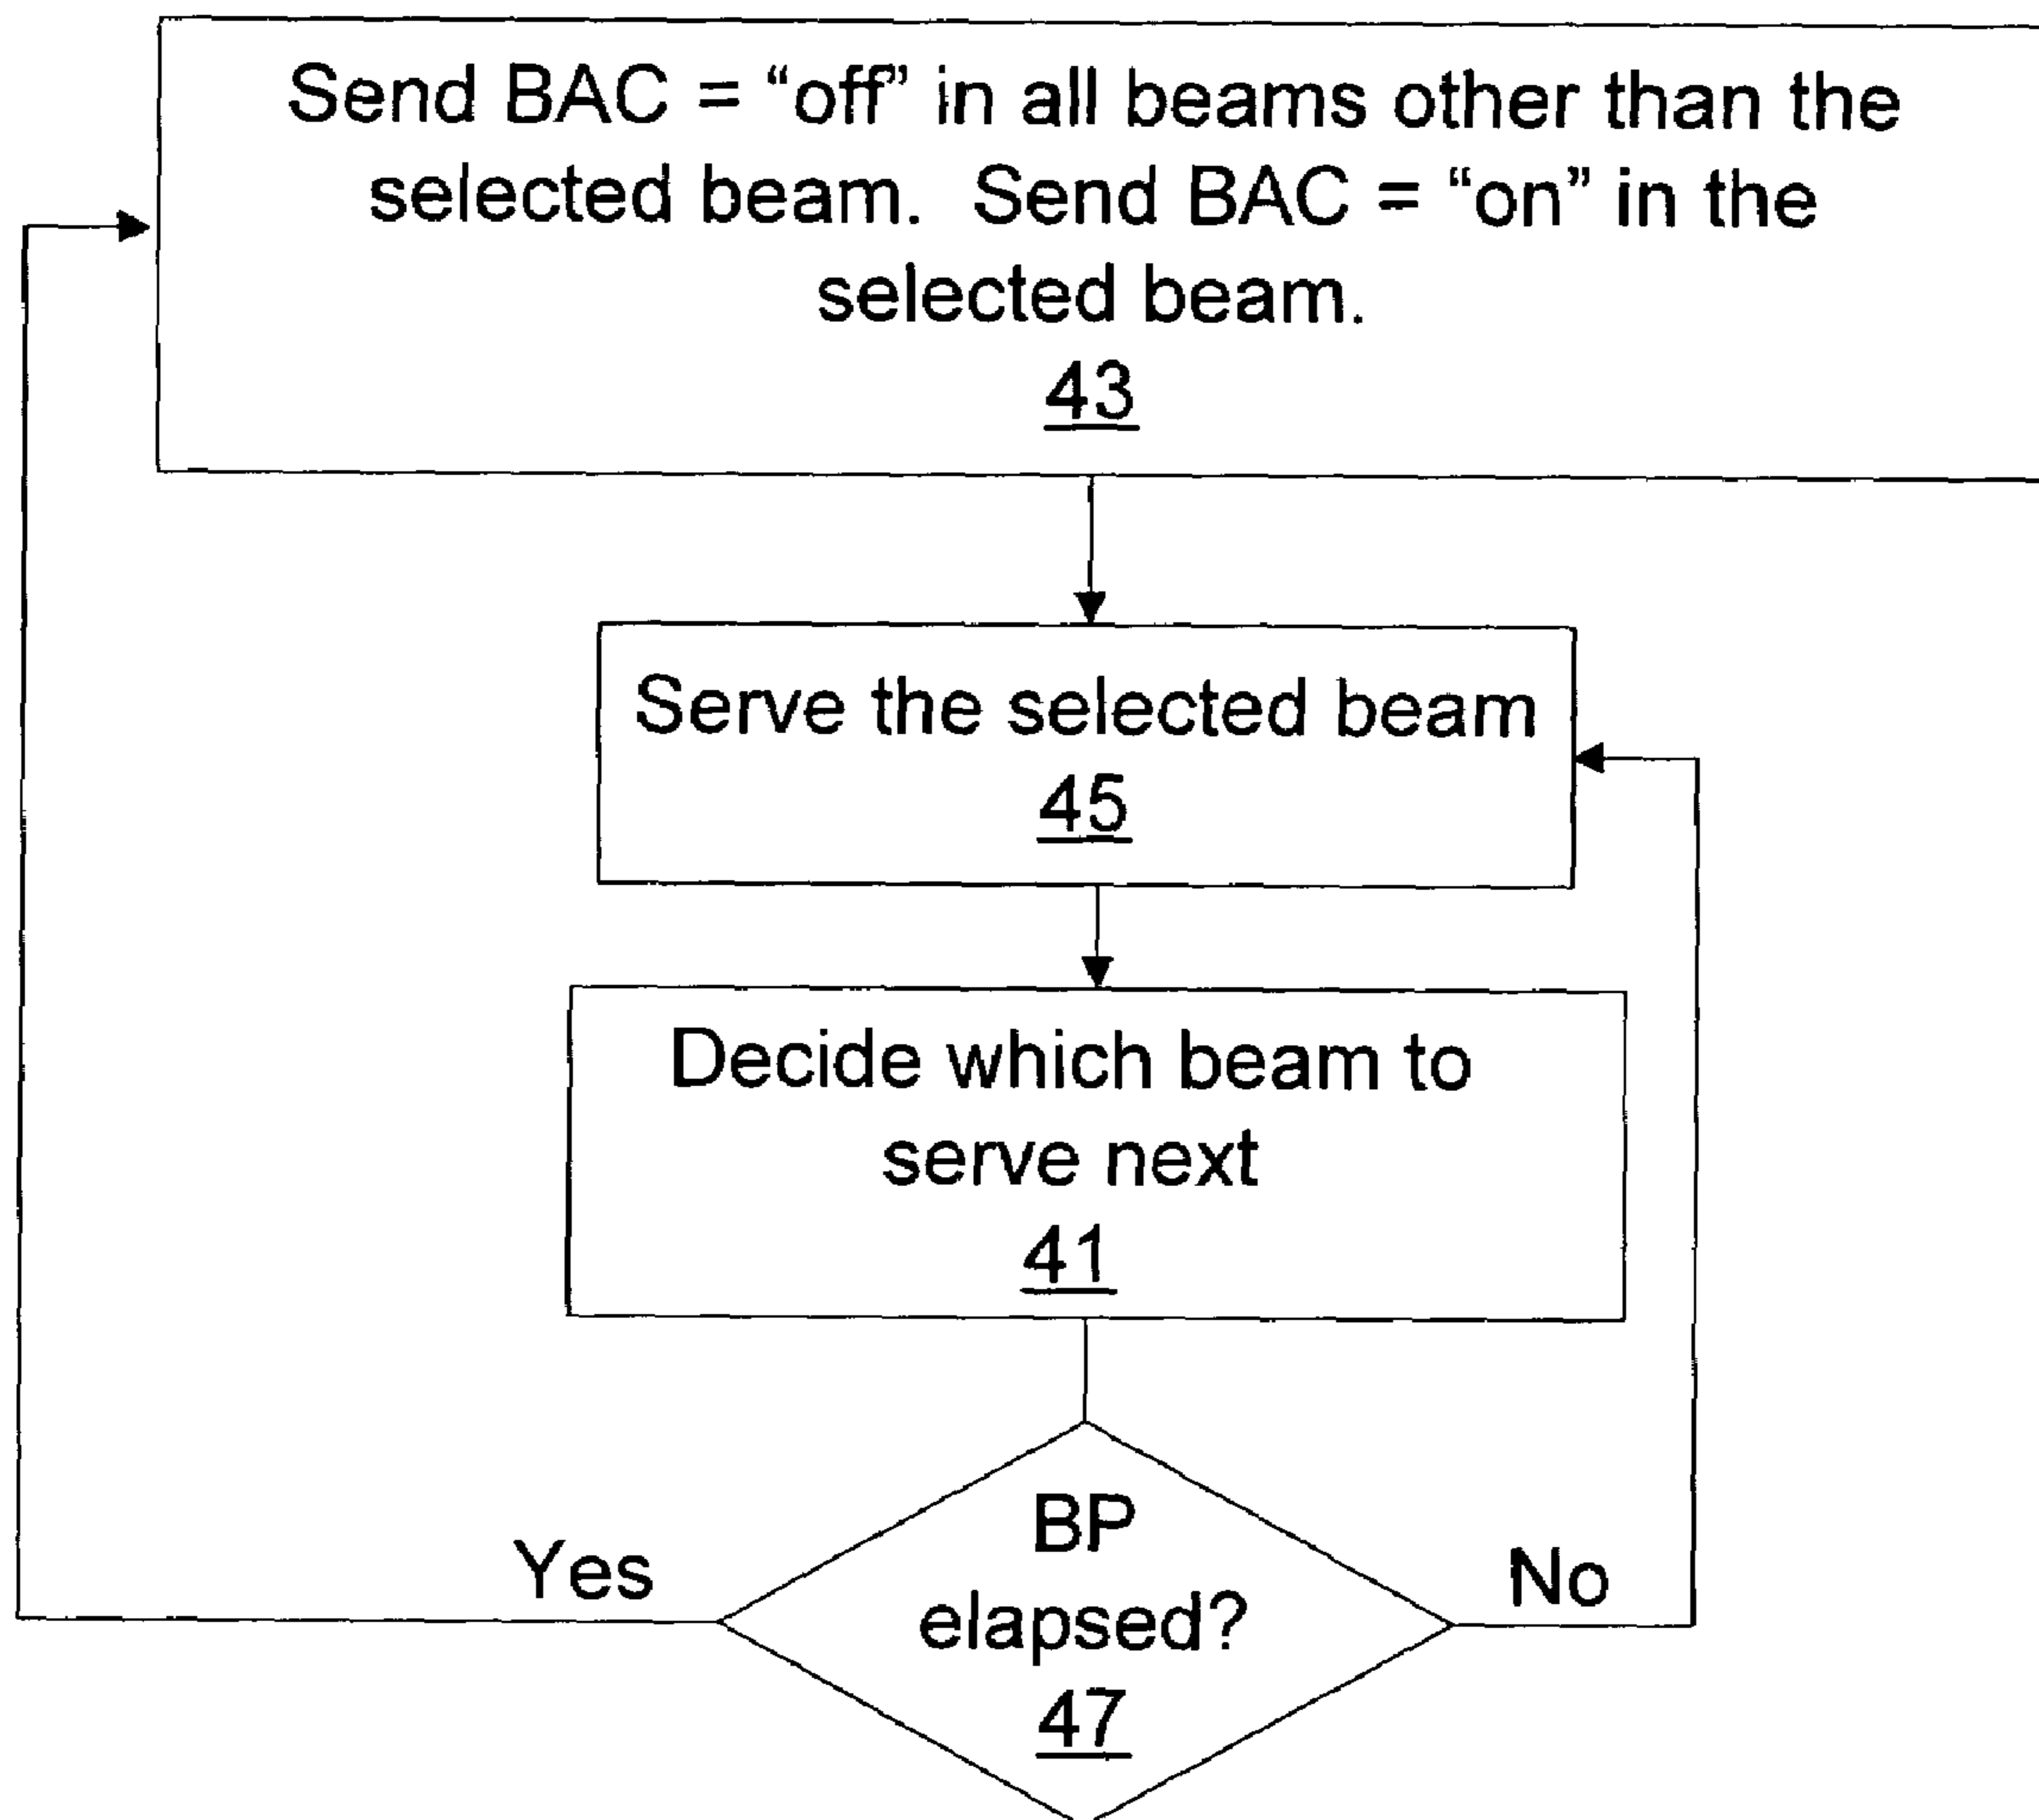 Send BAC = “off” in all beams other than the
selected beam. Send BAC = “on” in the
selected beam.
43
Serve the selected beam
45
Decide which beam to
serve next
41
BP
elapsed?
47
Yes
No